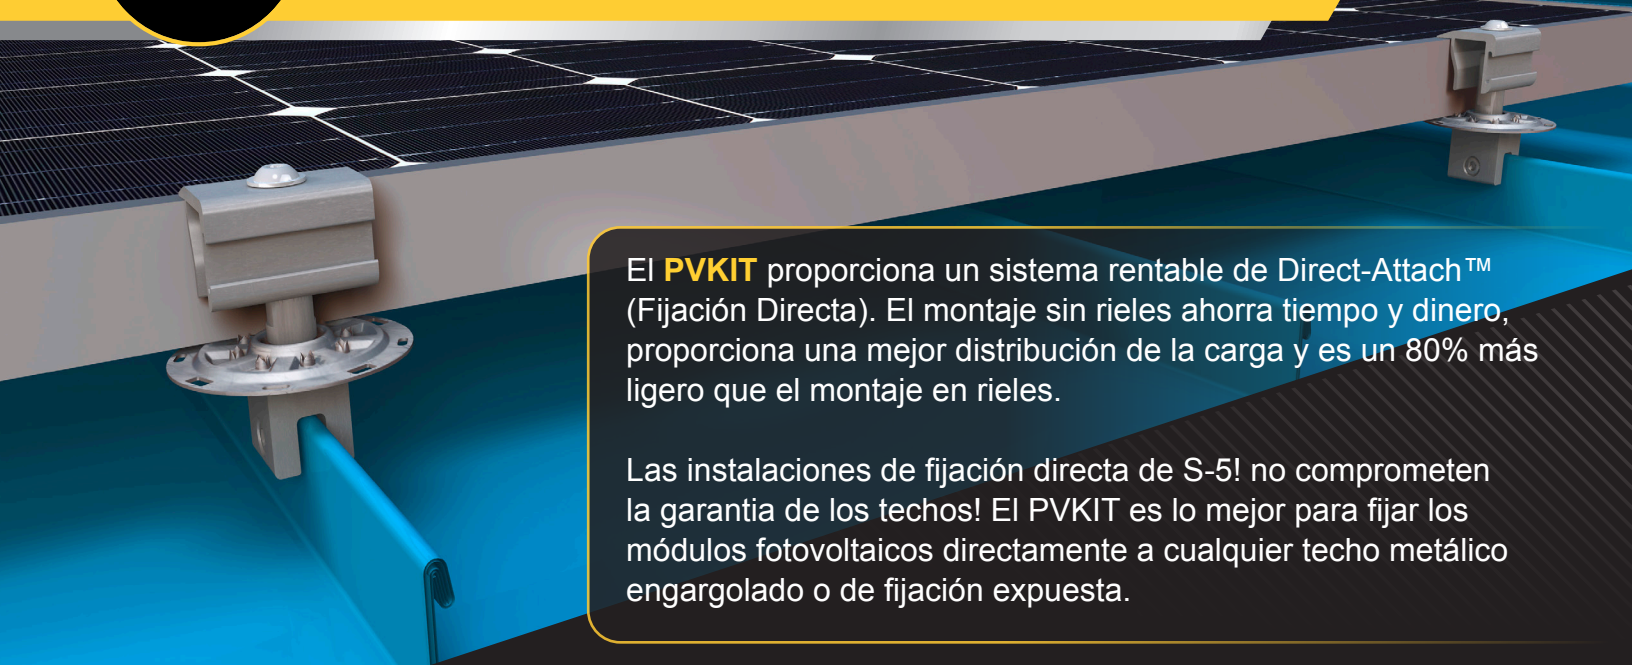 El PVKIT proporciona un sistema rentable de Direct-Attach™
(Fijación Directa). El montaje sin rieles ahorra tiempo y dinero,
proporciona una mejor distribución de la carga y es un 80% más
ligero que el montaje en rieles.
Las instalaciones de fijación directa de S-5! no comprometen
la garantia de los techos! El PVKIT es lo mejor para fijar los
módulos fotovoltaicos directamente a cualquier techo metálico
engargolado o de fijación expuesta.